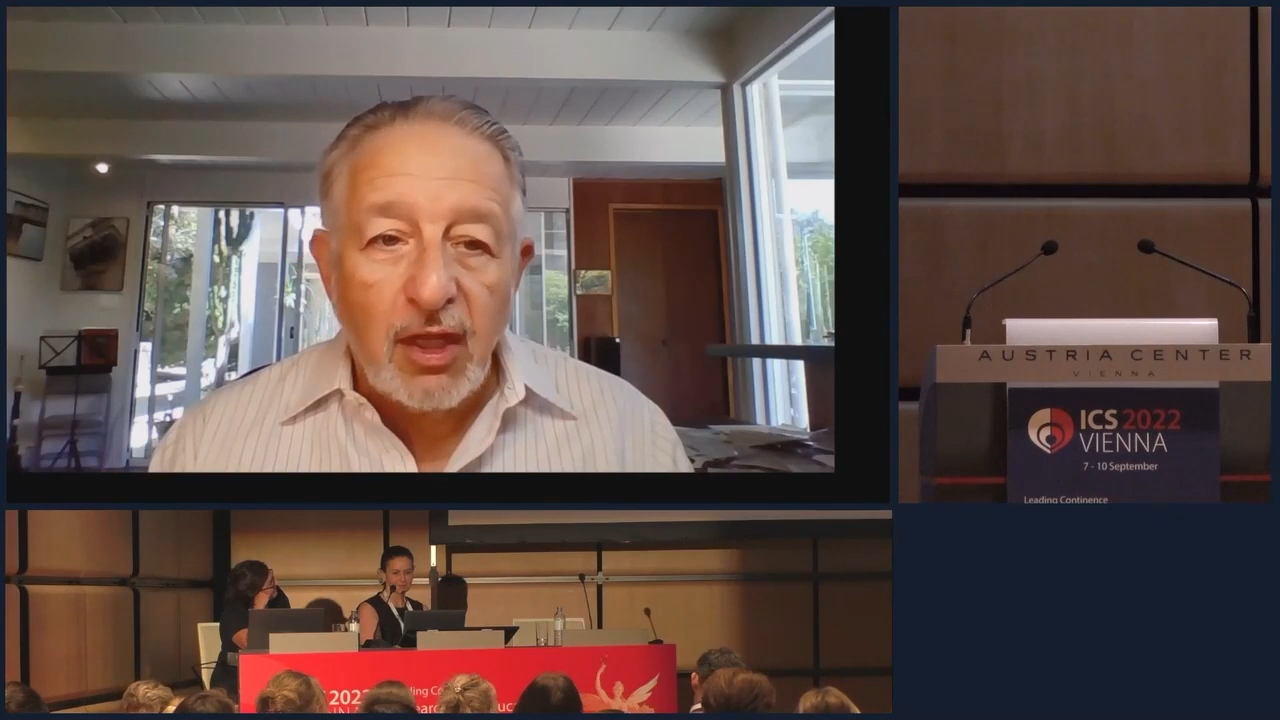 AUSTRIA CENTER
VIENNA
ICS 2022
VIENNA
7 - 10 September
Leading Continence
2022